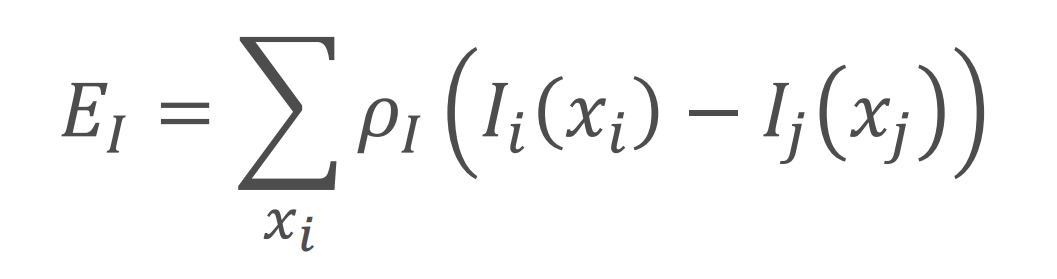 E_I = \sum_{x_i} \rho_I \left( I_i(x_i) - I_j(x_j) \right)